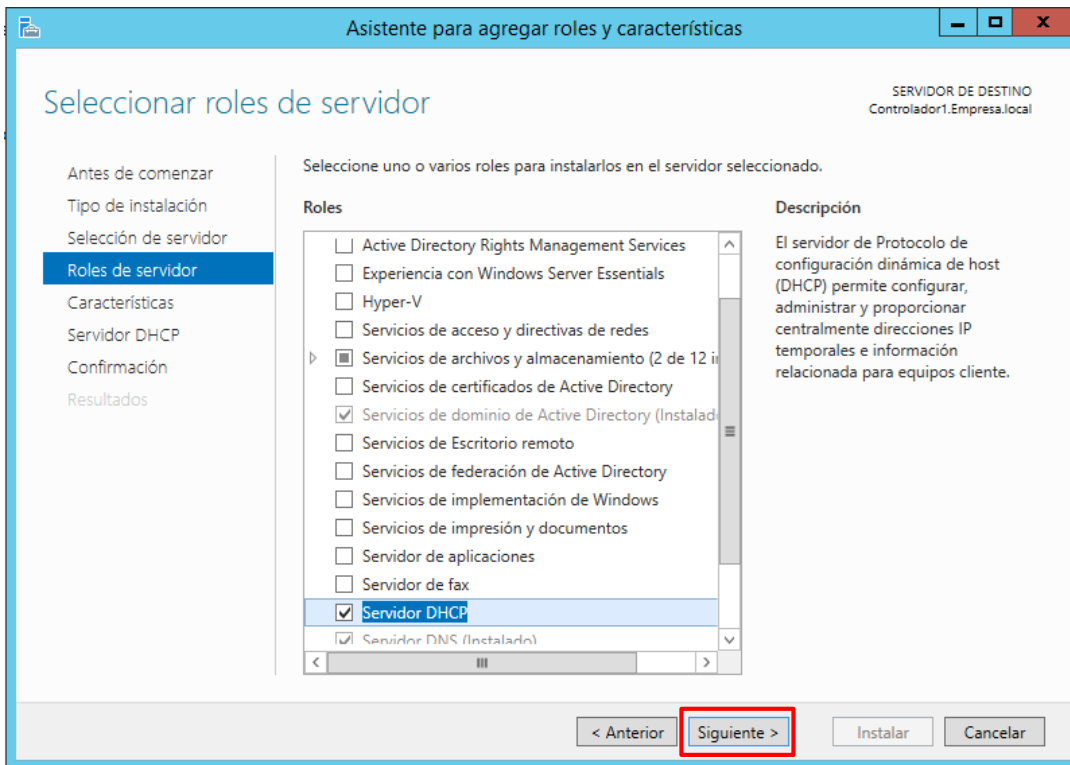 Asistente para agregar roles y características
Seleccionar roles de servidor
SERVIDOR DE DESTINO
Controlador1.Empresa.local
Antes de comenzar
Tipo de instalación
Selección de servidor
Roles de servidor
Características
Servidor DHCP
Confirmación
Resultados
Seleccione uno o varios roles para instalarlos en el servidor seleccionado.
Roles
Active Directory Rights Management Services
Experiencia con Windows Server Essentials
Hyper-V
Servicios de acceso y directivas de redes
Servicios de archivos y almacenamiento (2 de 12 i
Servicios de certificados de Active Directory
Servicios de dominio de Active Directory (Instalad
Servicios de Escritorio remoto
Servicios de federación de Active Directory
Servicios de implementación de Windows
Servicios de impresión y documentos
Servidor de aplicaciones
Servidor de fax
Servidor DHCP
Servidor DNS (Instalado)
Descripción
El servidor de Protocolo de
configuración dinámica de host
(DHCP) permite configurar,
administrar y proporcionar
centralmente direcciones IP
temporales e información
relacionada para equipos cliente.
< Anterior
Siguiente >
Instalar
Cancelar